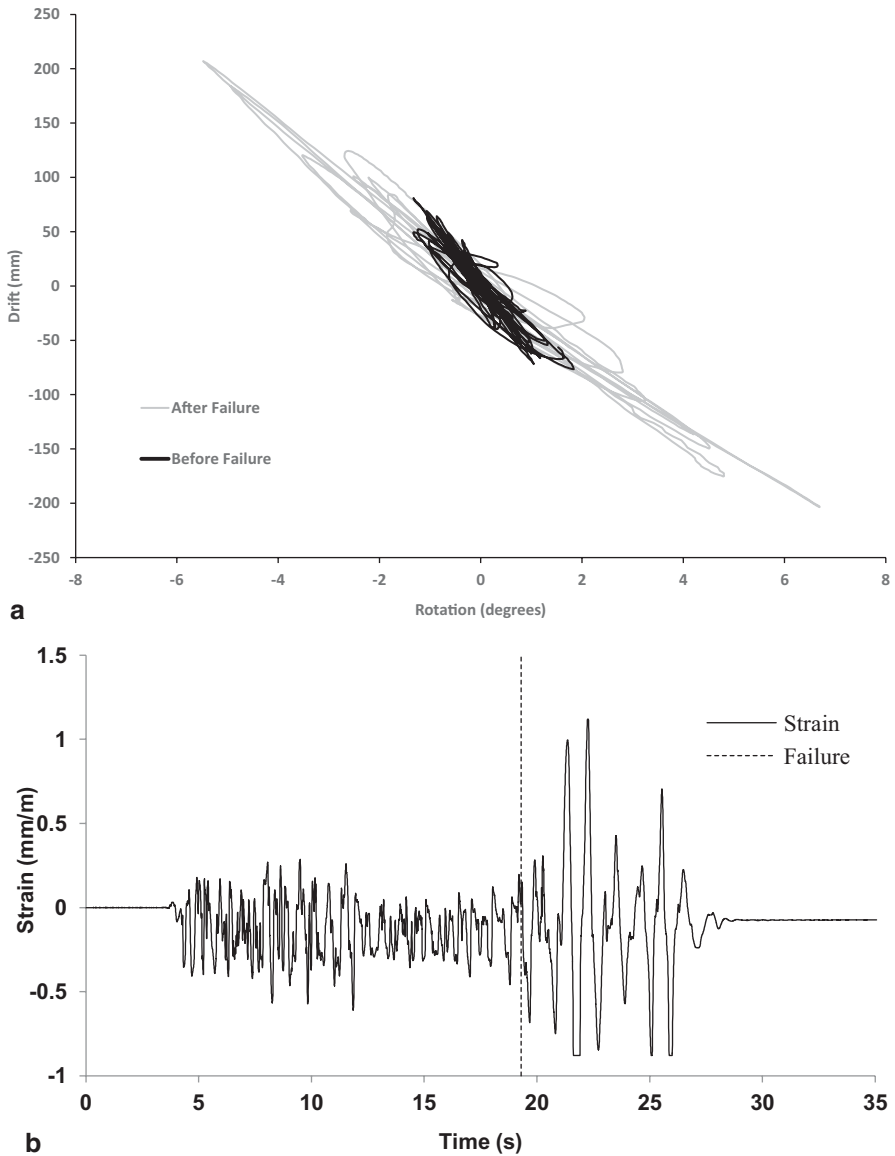 250
200
150
100
50
0
-50
-100
-150
-200
-250
Drift (mm)
After Failure
Before Failure
-8 -6 -4 -2 0 2 4 6 8
Rotation (degrees)
a
1.5
1
0.5
0
-0.5
-1
Strain (mm/m)
Strain
Failure
0 5 10 15 20 25 30 35
Time (s)
b